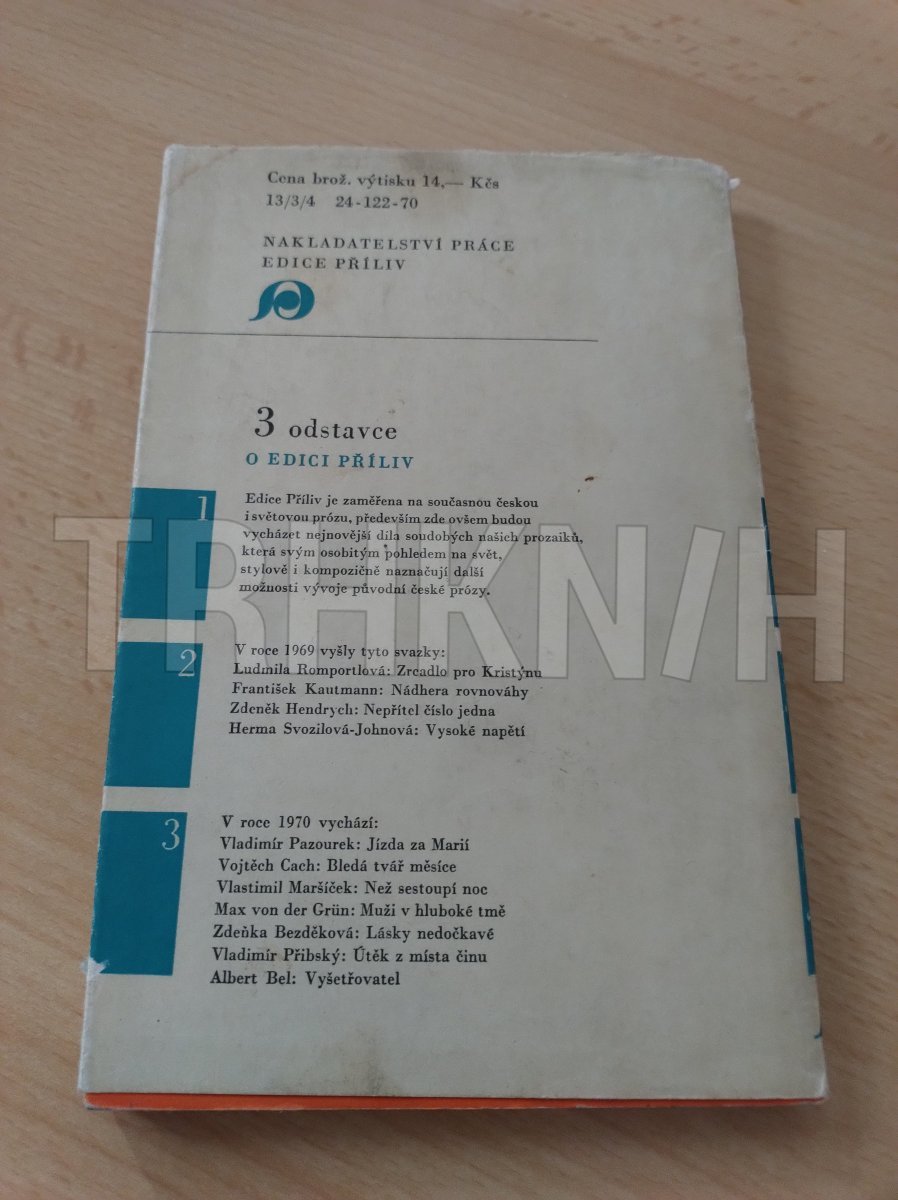 Cena brož. výtisku 14,— Kčs
13/3/4 24-122-70
NAKLADATELSTVÍ PRÁCE
EDICE PŘÍLIV
3 odstavce
O EDICI PŘÍLIV
1
Edice Příliv je zaměřena na současnou českou
i světovou prózu, především zde ovšem budou
vycházet nejnovější díla soudobých našich prozaiků,
která svým osobitým pohledem na svět,
stylově i kompozičně naznačují další
možnosti vývoje původní české prózy.
TRHKN/H
2
V roce 1969 vyšly tyto svazky:
Ludmila Romportlová: Zrcadlo pro Kristýnu
František Kautmann: Nádhera rovnováhy
Zdeněk Hendrych: Nepřítel číslo jedna
Herma Svozilová-Johnová: Vysoké napětí
3
V roce 1970 vychází:
Vladimír Pazourek: Jízda za Marií
Vojtěch Cach: Bledá tvář měsíce
Vlastimil Maršíček: Než sestoupí noc
Max von der Grün: Muži v hluboké tmě
Zdeňka Bezděková: Lásky nedočkavé
Vladimír Přibský: Útěk z místa činu
Albert Bel: Vyšetřovatel